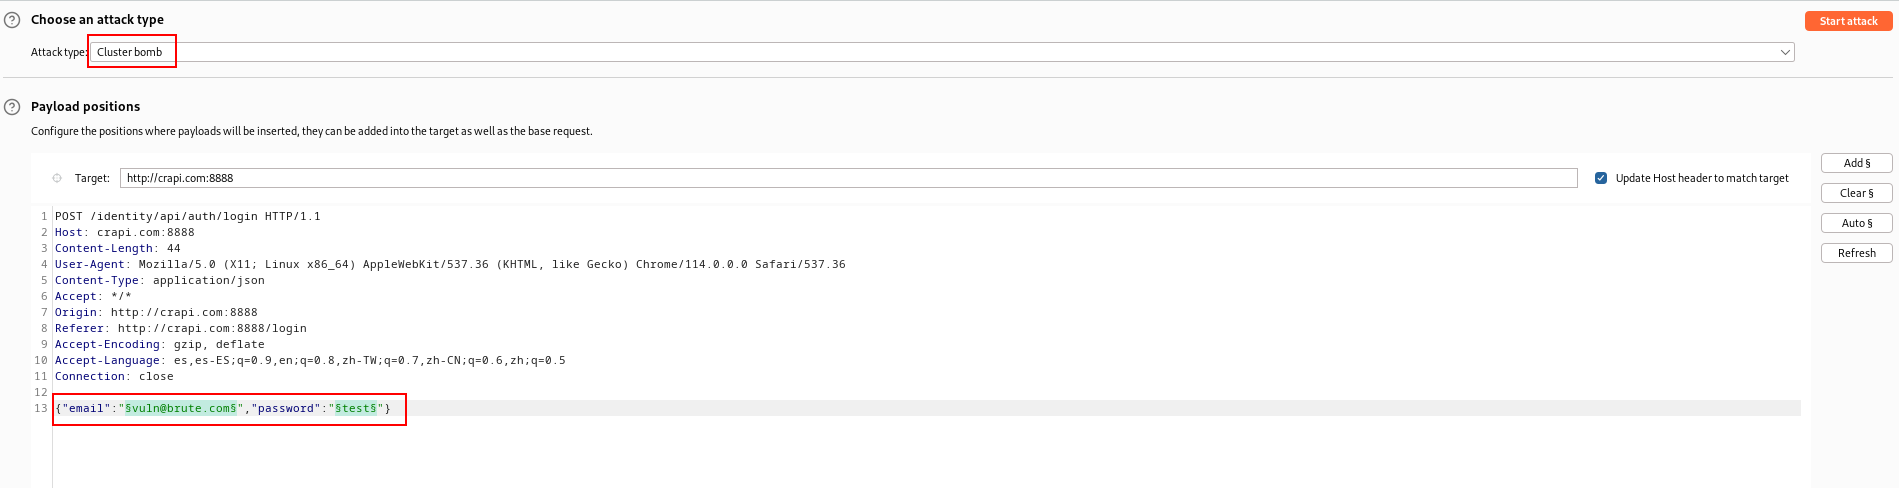 Choose an attack type
Start attack
Attack type: Cluster bomb
Payload positions
Configure the positions where payloads will be inserted, they can be added into the target as well as the base request.
Target: http://crapi.com:8888
Update Host header to match target
Add §
Clear §
Auto §
Refresh
1 POST /identity/api/auth/login HTTP/1.1
2 Host: crapi.com:8888
3 Content-Length: 44
4 User-Agent: Mozilla/5.0 (X11; Linux x86_64) AppleWebKit/537.36 (KHTML, like Gecko) Chrome/114.0.0.0 Safari/537.36
5 Content-Type: application/json
6 Accept: */*
7 Origin: http://crapi.com:8888
8 Referer: http://crapi.com:8888/login
9 Accept-Encoding: gzip, deflate
10 Accept-Language: es,es-ES;q=0.9,en;q=0.8,zh-TW;q=0.7,zh-CN;q=0.6,zh;q=0.5
11 Connection: close
12
13 {"email":"§vuln@brute.com§","password":"§test§"}